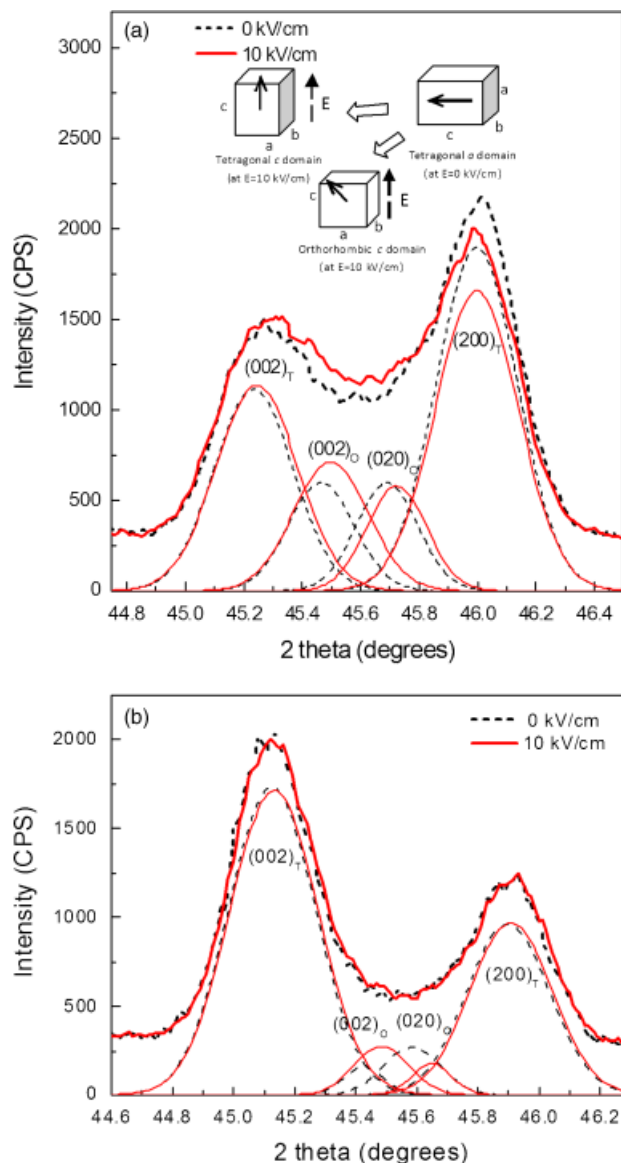 (a)
0 kV/cm
10 kV/cm
3000
2500
2000
1500
1000
500
0
Intensity (CPS)
c
a
b
E
Tetragonal c domain
(at E=10 kV/cm)
a
c
b
Tetragonal a domain
(at E=0 kV/cm)
c
a
b
E
Orthorhombic c domain
(at E=10 kV/cm)
(002)T
(002)O
(020)O
(200)T
44.8 45.0 45.2 45.4 45.6 45.8 46.0 46.2 46.4
2 theta (degrees)
(b)
0 kV/cm
10 kV/cm
2000
1500
1000
500
0
Intensity (CPS)
(002)T
(002)O
(020)O
(200)T
44.6 44.8 45.0 45.2 45.4 45.6 45.8 46.0 46.2
2 theta (degrees)